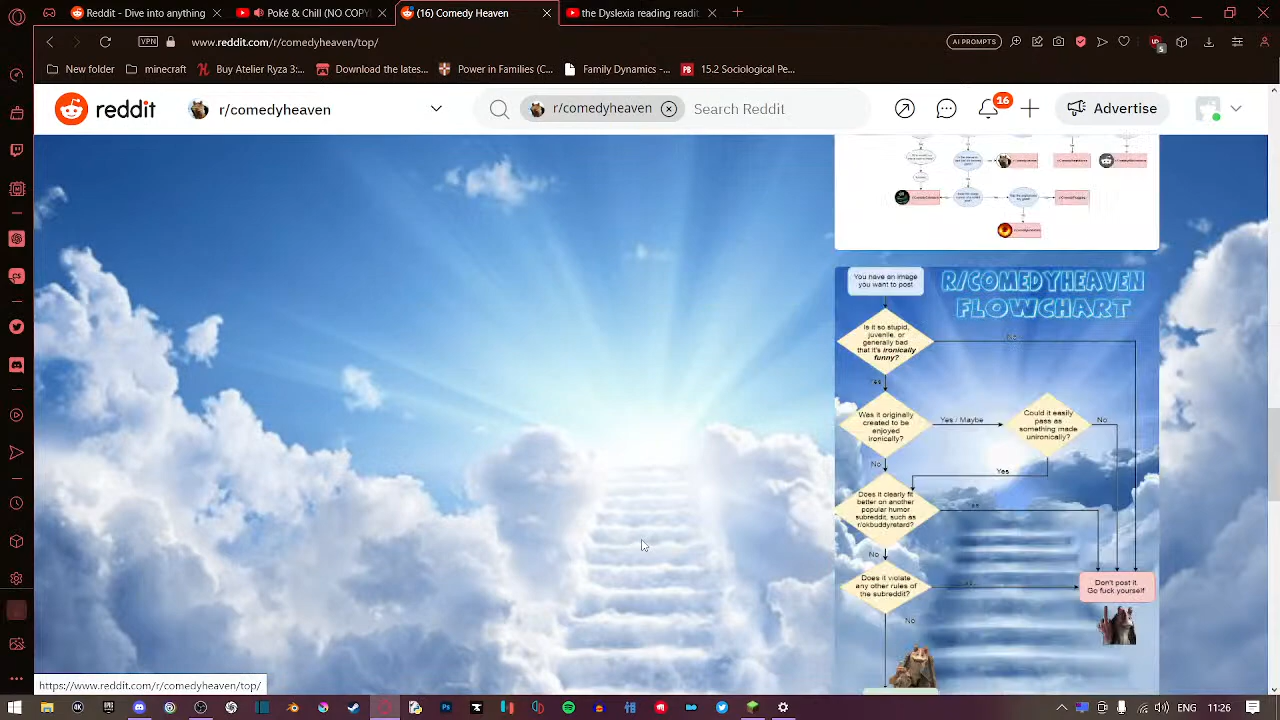 Reddit - Dive into anything
Poké & Chill (NO COPY
(16) Comedy Heaven
the Dyslexia reading readit
VPN
www.reddit.com/r/comedyheaven/top/
AI PROMPTS
5
New folder
minecraft
Buy Atelier Ryza 3:...
Download the lates...
Power in Families (C...
Family Dynamics -...
15.2 Sociological Pe...
reddit
r/comedyheaven
r/comedyheaven
Search Reddit
16
Advertise
You have an image
you want to post
R/COMEDYHEAVEN
FLOWCHART
Is it so stupid,
juvenile, or
generally bad
that it's ironically
funny?
No
Yes
Was it originally
created to be
enjoyed
ironically?
Yes / Maybe
Could it easily
pass as
something made
unironically?
No
No
Yes
Does it clearly fit
better on another
popular humor
subreddit, such as
r/okbuddyretard?
Yes
No
Does it violate
any other rules of
the subreddit?
Don't post it.
Go fuck yourself
No
https://www.reddit.com/r/comedyheaven/top/
ENG
11:26